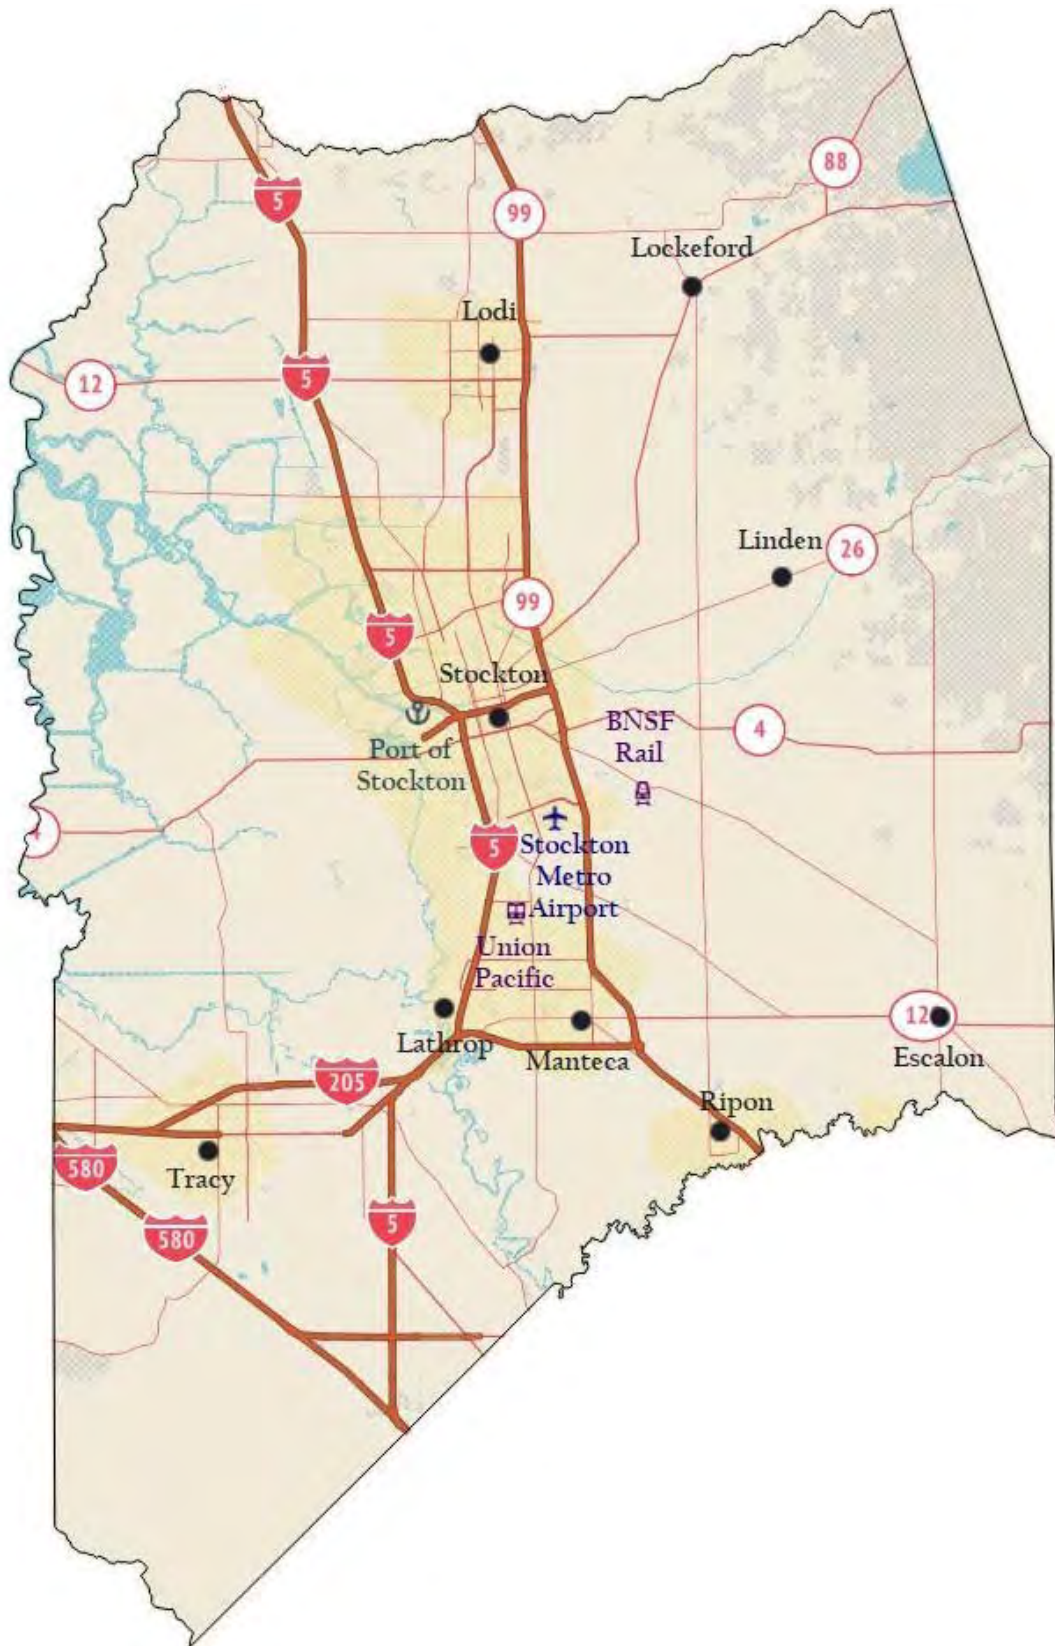 88
5
99
Lockeford
Lodi
5
12
Linden
26
99
5
Stockton
BNSF
Rail
4
Port of
Stockton
4
5
Stockton
Metro
Airport
Union
Pacific
12
Lathrop
Manteca
Escalon
205
Ripon
580
Tracy
5
580